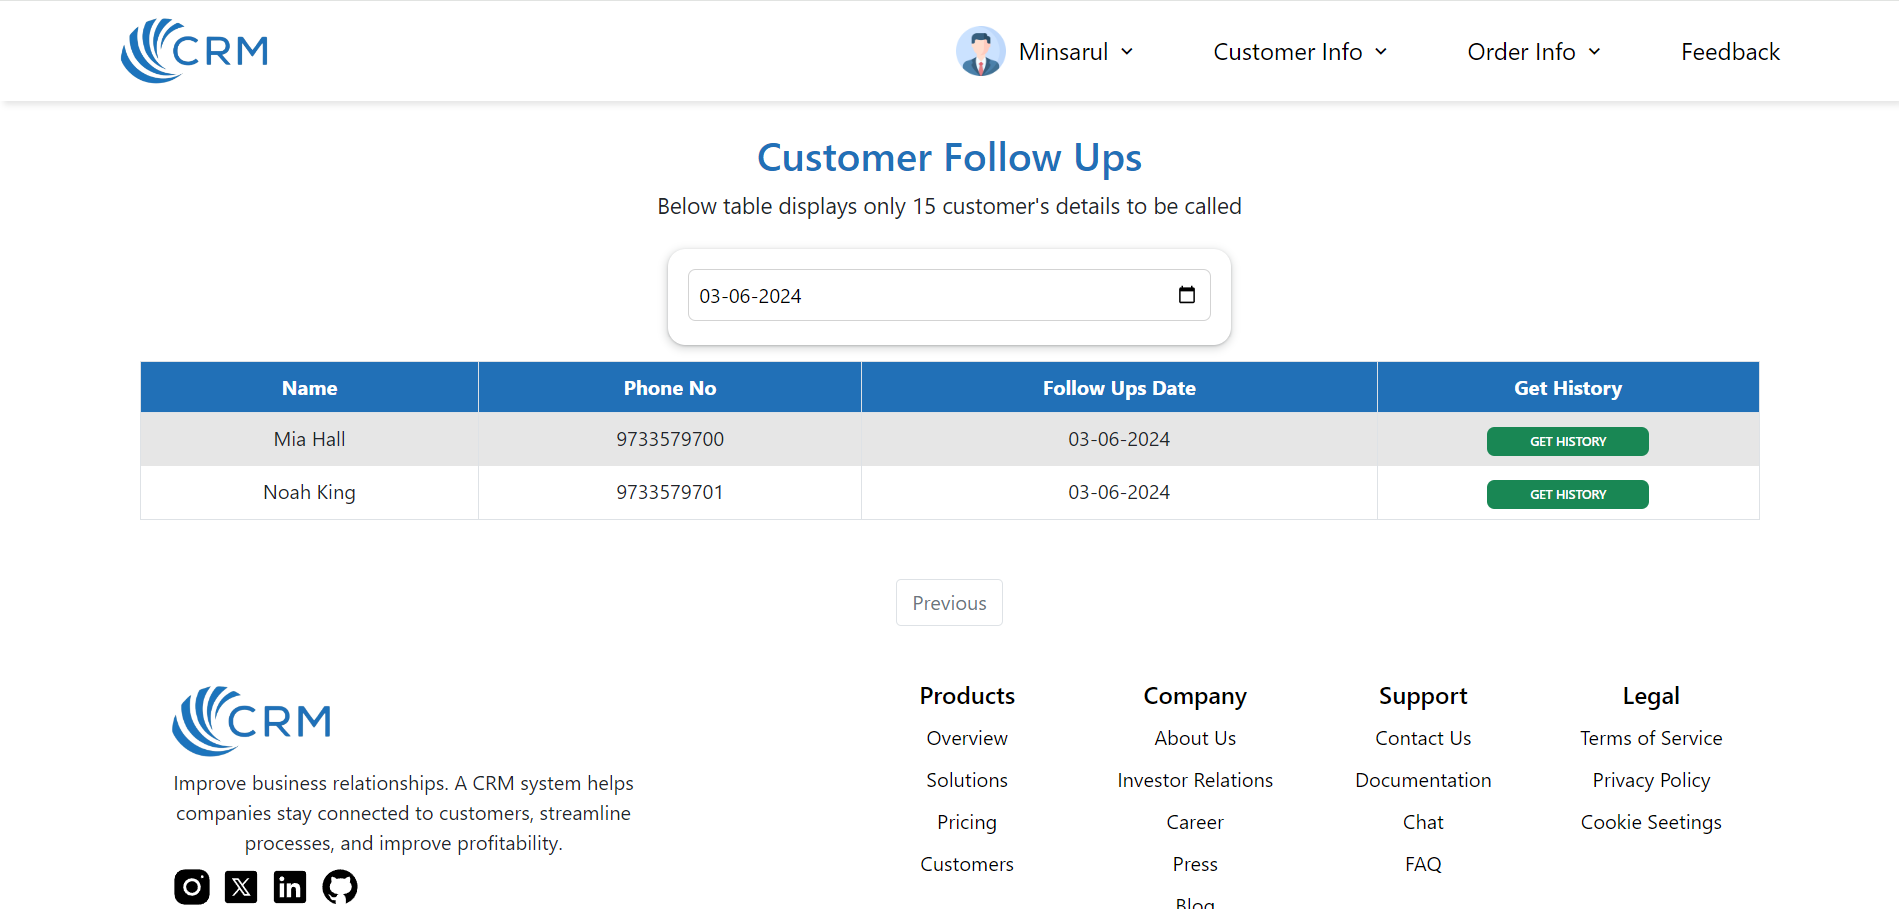 CRM
Minsarul
Customer Info
Order Info
Feedback
Customer Follow Ups
Below table displays only 15 customer's details to be called
03-06-2024
Name Phone No Follow Ups Date Get History
Mia Hall 9733579700 03-06-2024 GET HISTORY
Noah King 9733579701 03-06-2024 GET HISTORY
Previous
CRM
Improve business relationships. A CRM system helps
companies stay connected to customers, streamline
processes, and improve profitability.
Products
Overview
Solutions
Pricing
Customers
Company
About Us
Investor Relations
Career
Press
Blog
Support
Contact Us
Documentation
Chat
FAQ
Legal
Terms of Service
Privacy Policy
Cookie Seetings